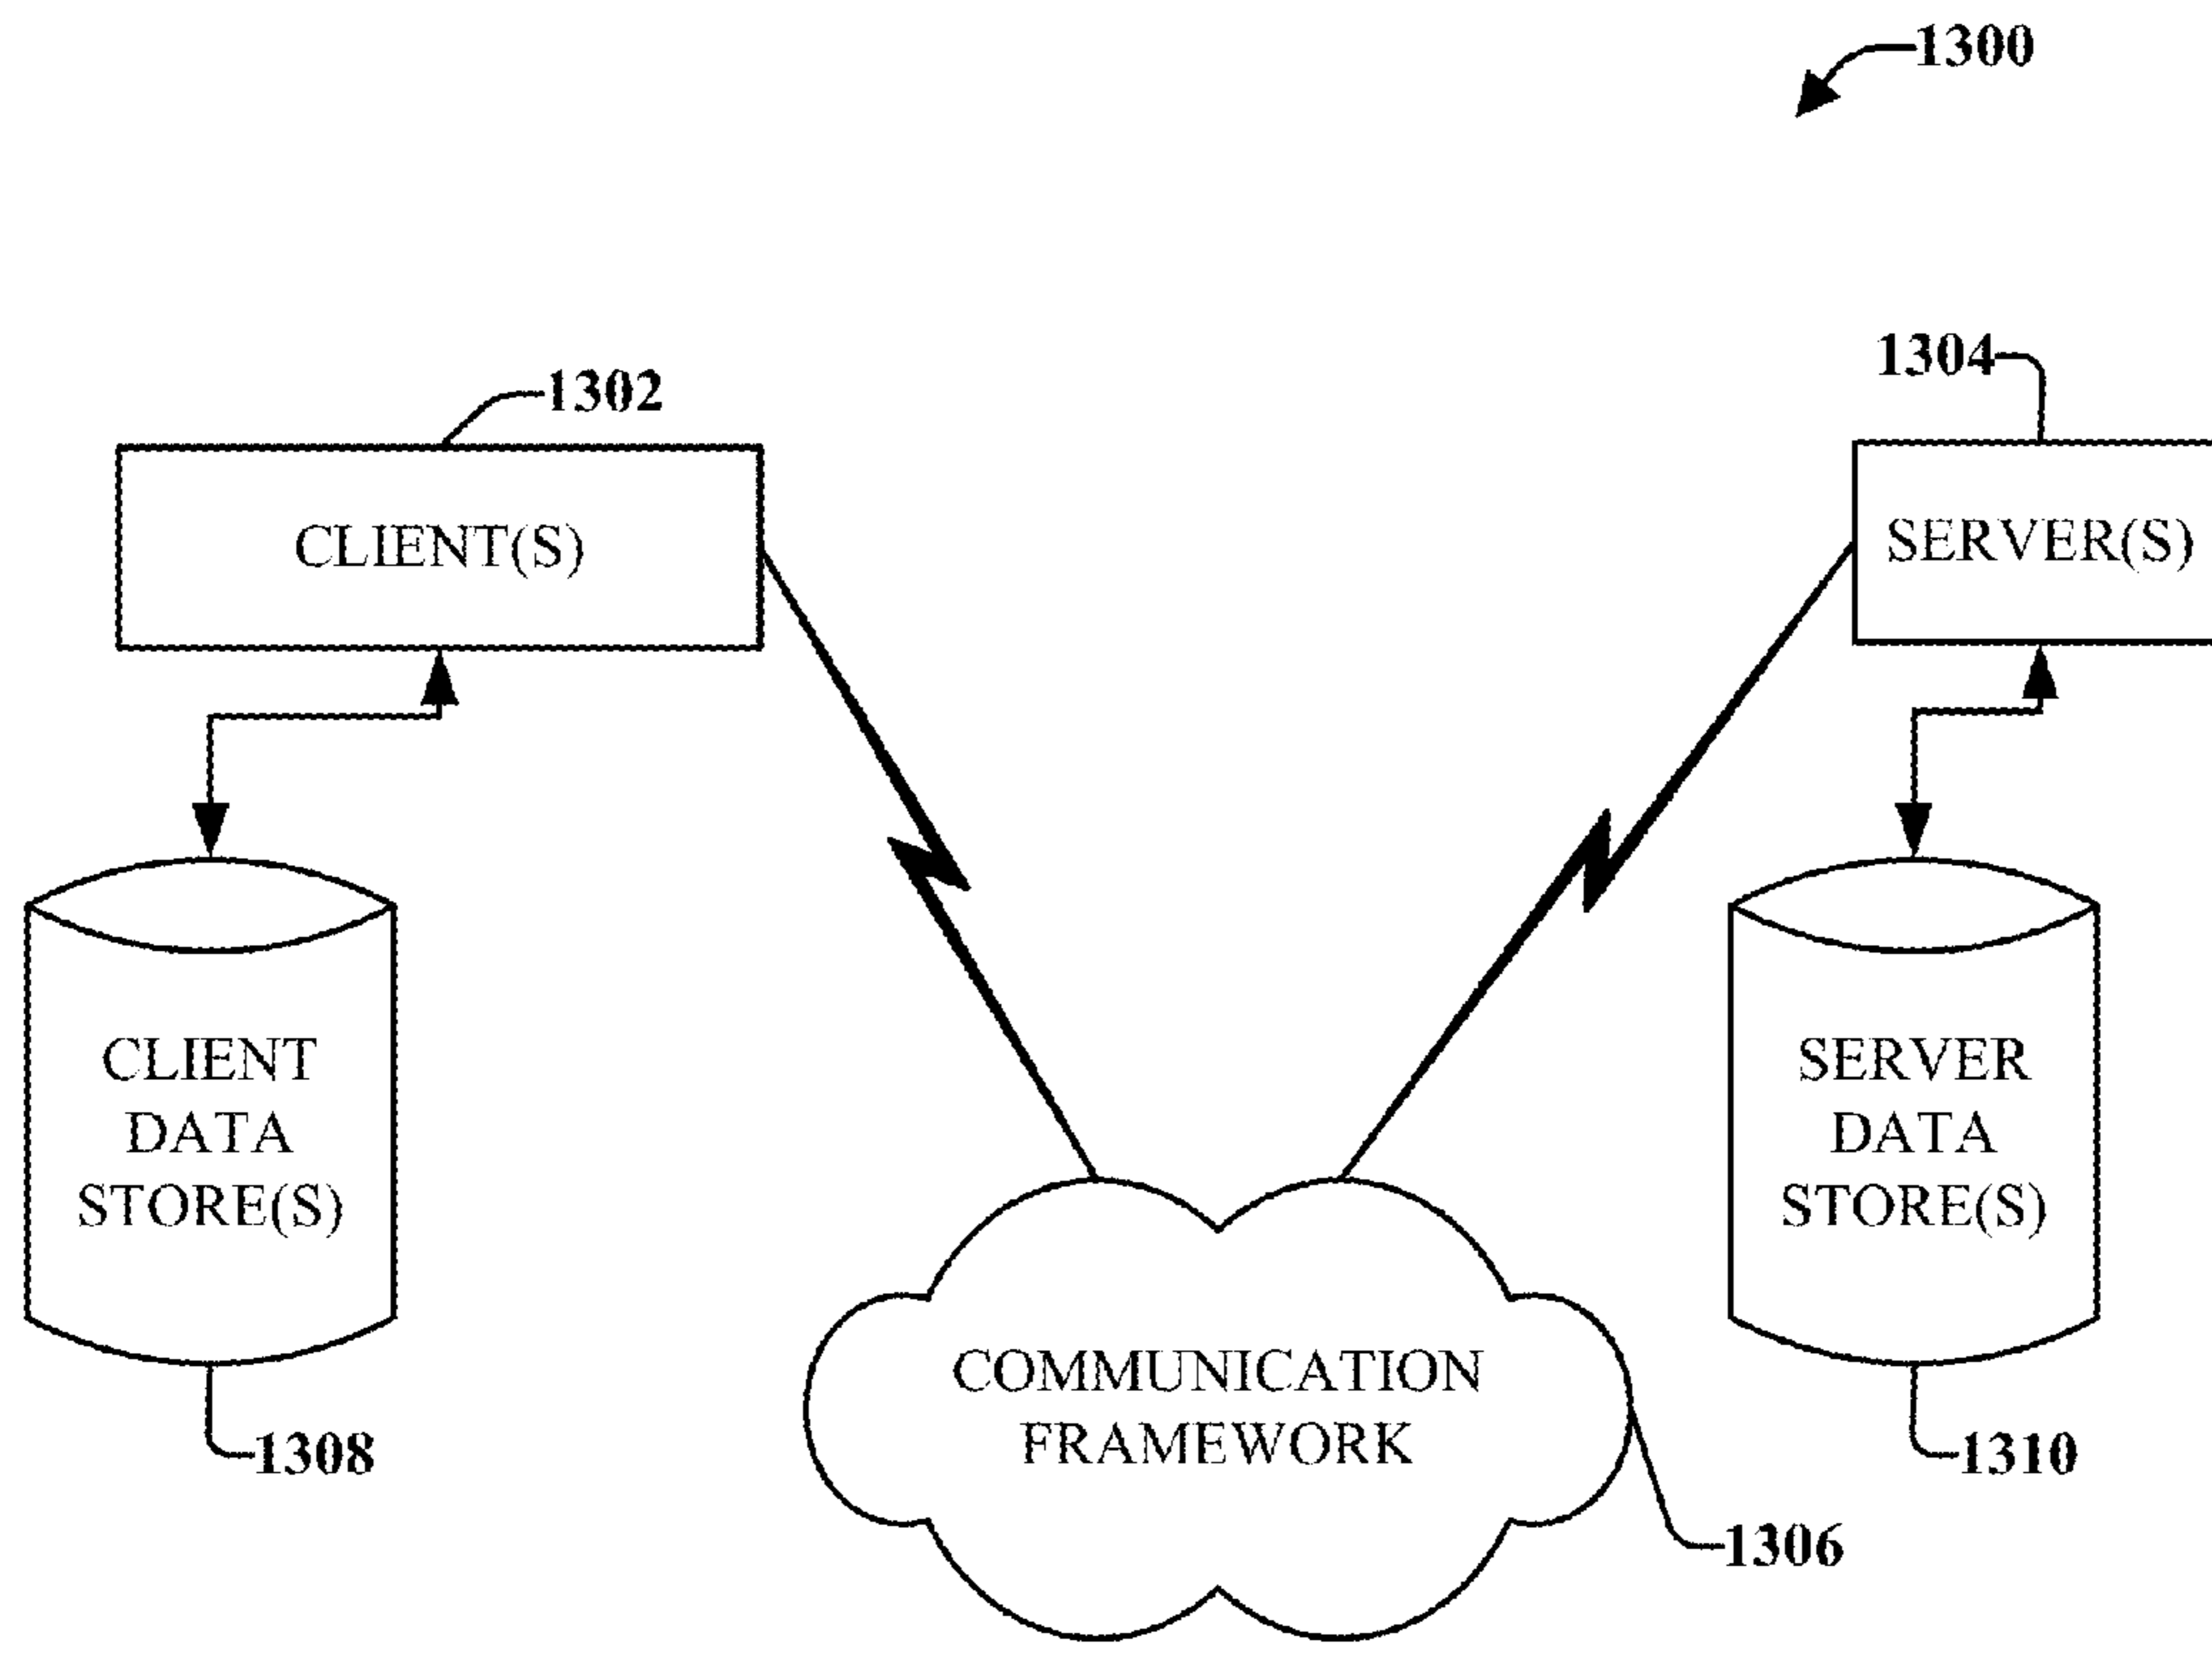 1300
1302
1304
CLIENT(S)
SERVER(S)
CLIENT
DATA
STORE(S)
SERVER
DATA
STORE(S)
COMMUNICATION
FRAMEWORK
1308
1310
1306